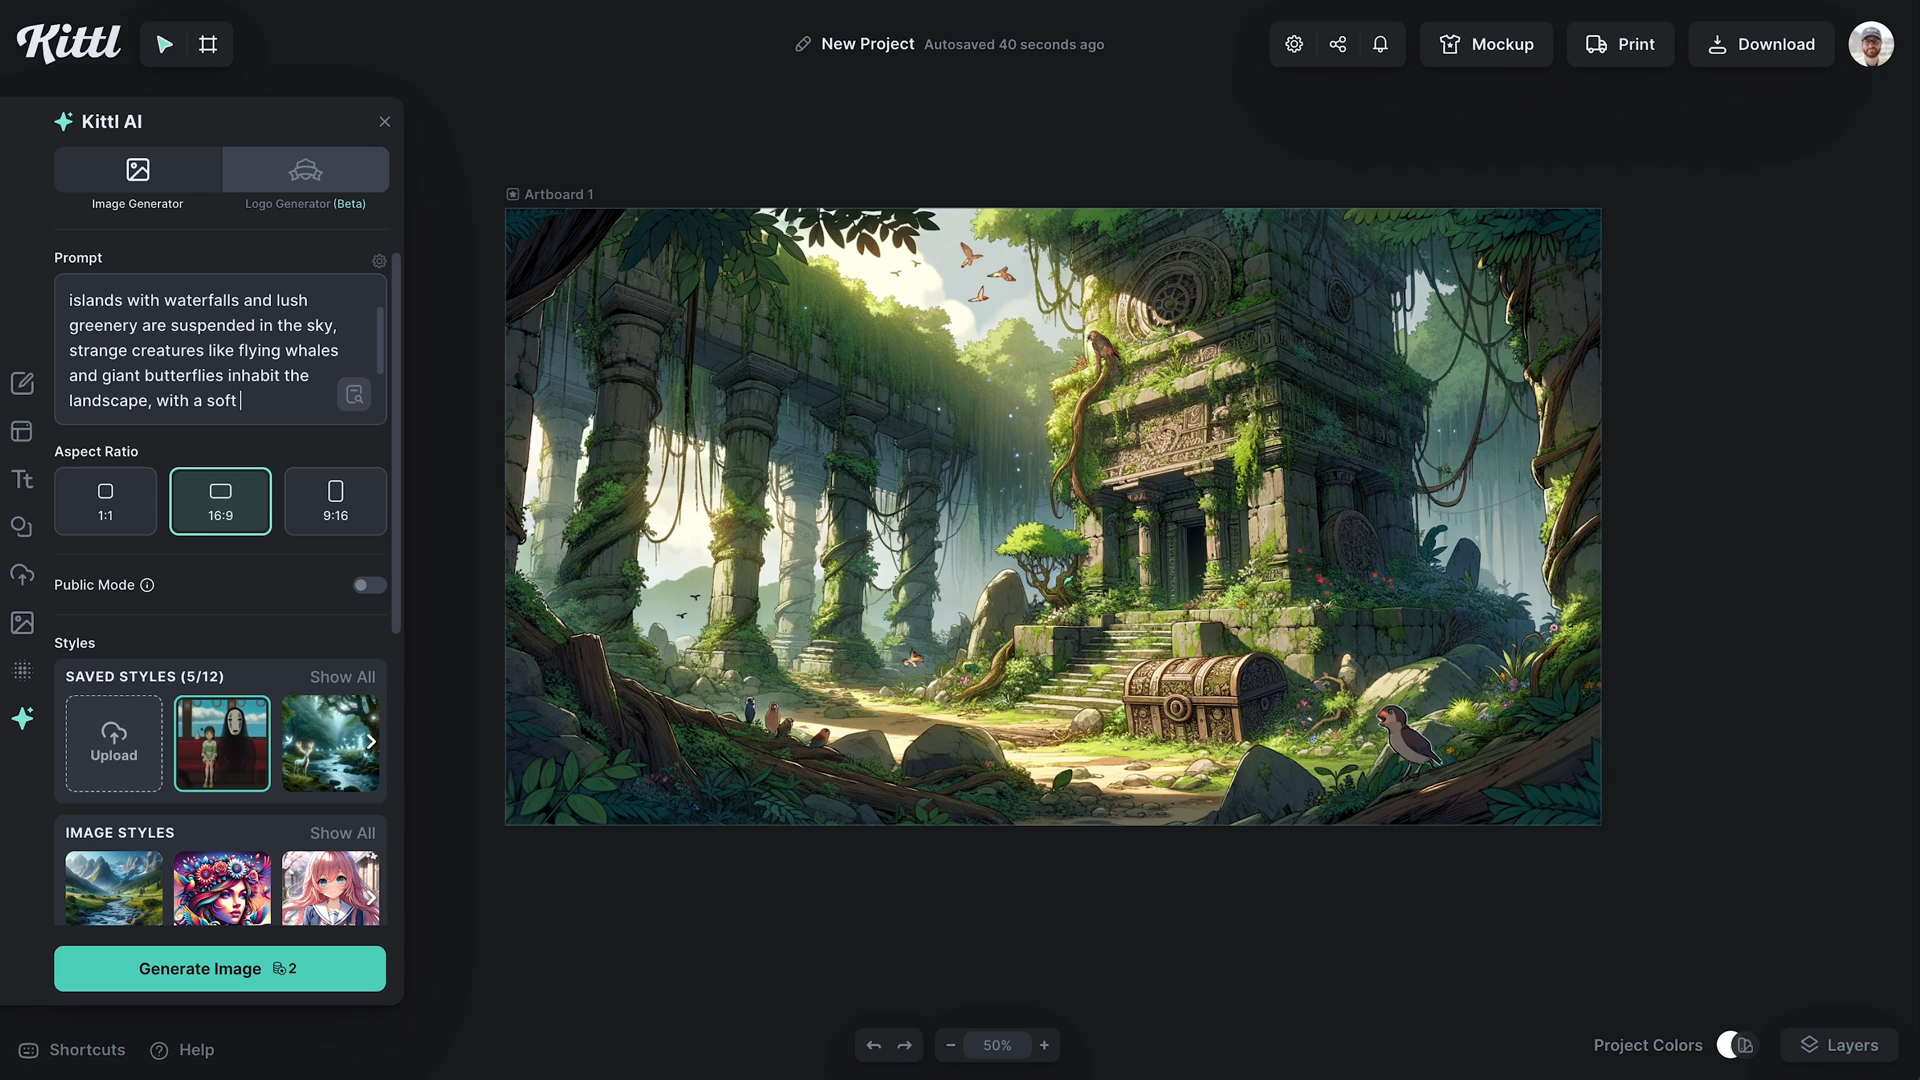 Kittl
New Project Autosaved 40 seconds ago
Mockup
Print
Download
Kittl AI
Image Generator
Logo Generator (Beta)
Artboard 1
Prompt
islands with waterfalls and lush
greenery are suspended in the sky,
strange creatures like flying whales
and giant butterflies inhabit the
landscape, with a soft
Aspect Ratio
1:1
16:9
9:16
Public Mode
Styles
SAVED STYLES (5/12) Show All
Upload
IMAGE STYLES Show All
Generate Image 2
Shortcuts
Help
Tt
50%
Project Colors
Layers